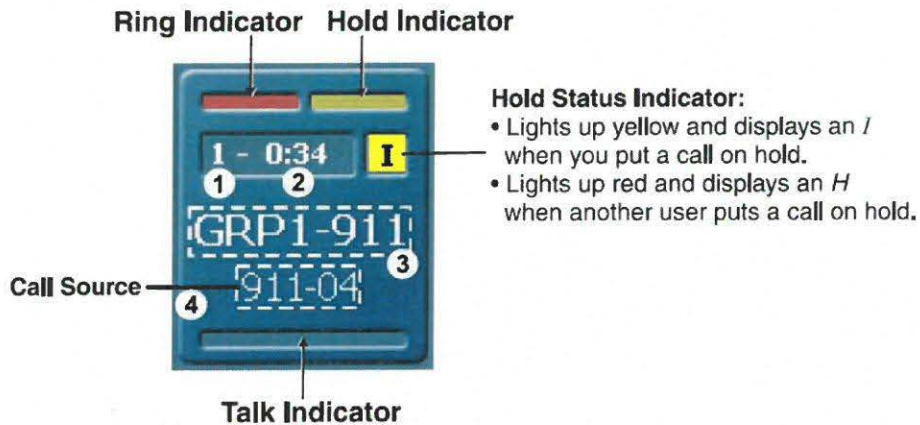 Ring Indicator Hold Indicator
Hold Status Indicator:
• Lights up yellow and displays an I
when you put a call on hold.
• Lights up red and displays an H
when another user puts a call on hold.
1 - 0:34 I
1 2
GRP1-911
3
Call Source
4
911-04
Talk Indicator